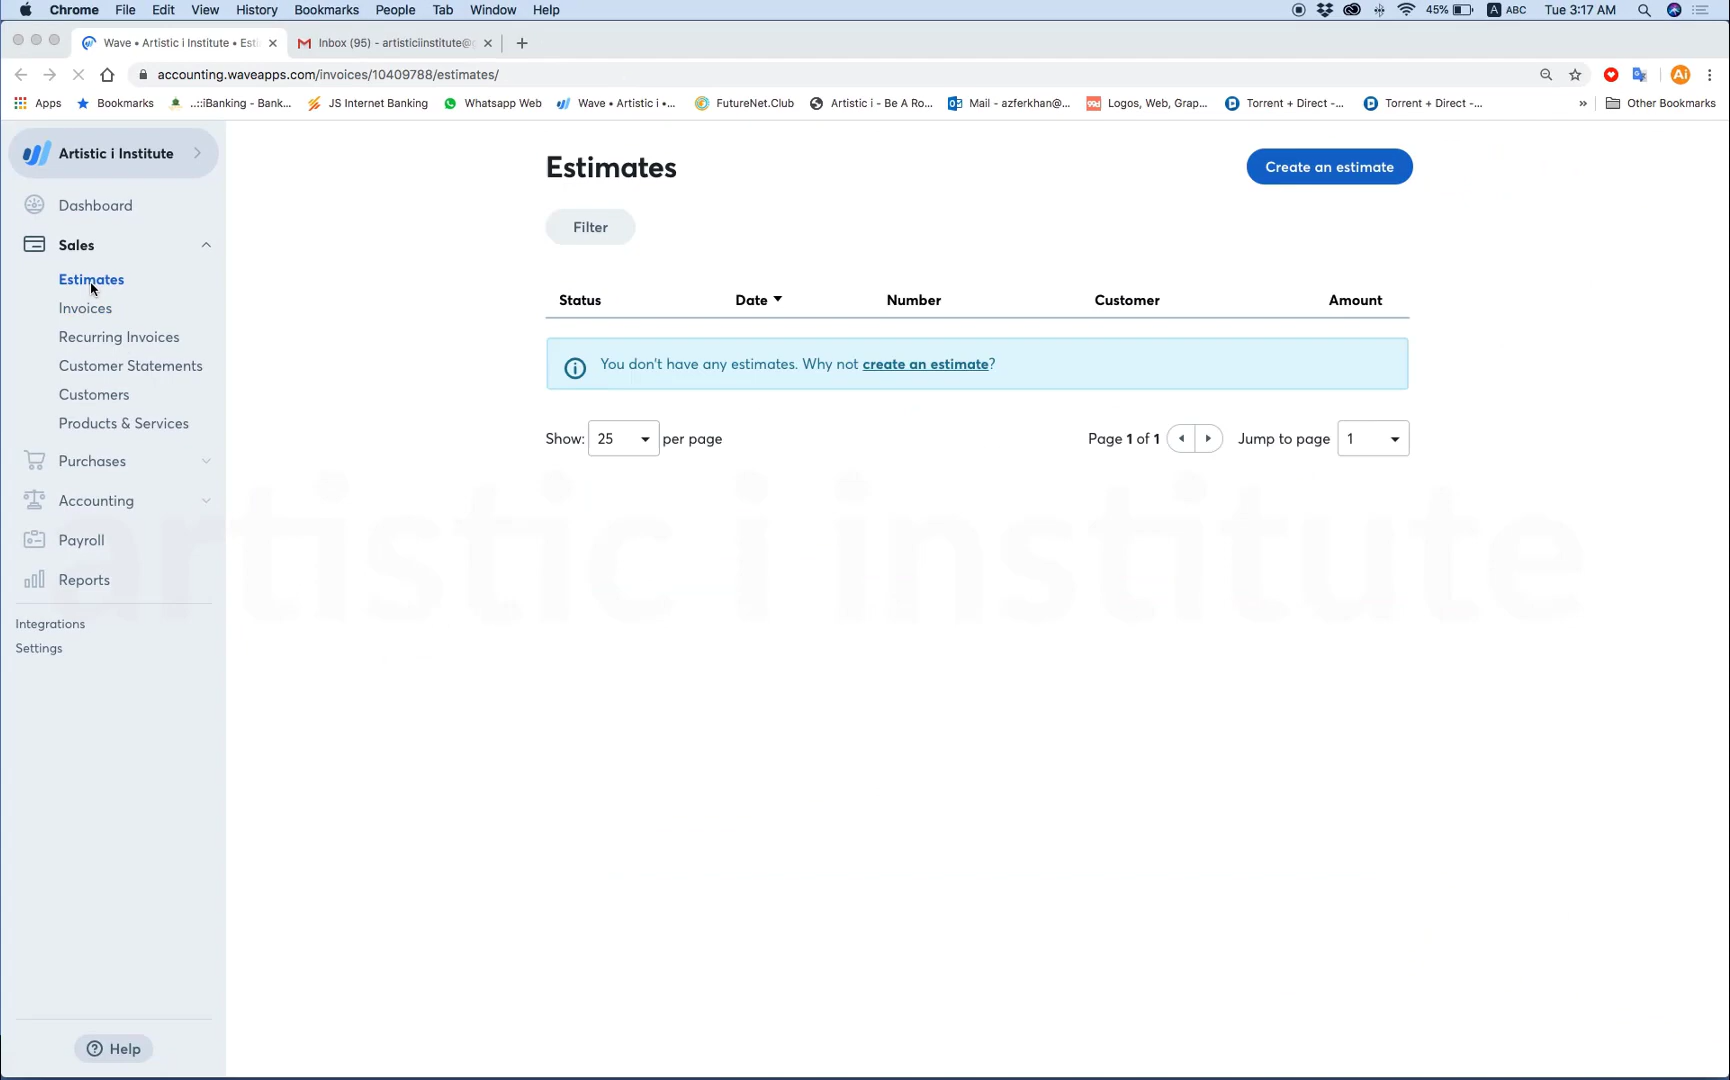 Chrome File Edit View History Bookmarks People Tab Window Help 45% A ABC Tue 3:17 AM
Wave • Artistic i Institute • Esti Inbox (95) - artisticiinstitute@g
accounting.waveapps.com/invoices/10409788/estimates/ Ai
Apps Bookmarks ..::iBanking - Bank... JS Internet Banking Whatsapp Web Wave • Artistic i •... FutureNet.Club Artistic i - Be A Ro... Mail - azferkhan@... Logos, Web, Grap... Torrent + Direct -... Torrent + Direct -... » Other Bookmarks
Artistic i Institute
Dashboard
Sales
Estimates
Invoices
Recurring Invoices
Customer Statements
Customers
Products & Services
Purchases
Accounting
Payroll
Reports
Integrations
Settings
Help
Estimates Create an estimate
Filter
Status Date Number Customer Amount
You don't have any estimates. Why not create an estimate?
Show: 25 per page Page 1 of 1 Jump to page 1
artistic i institute